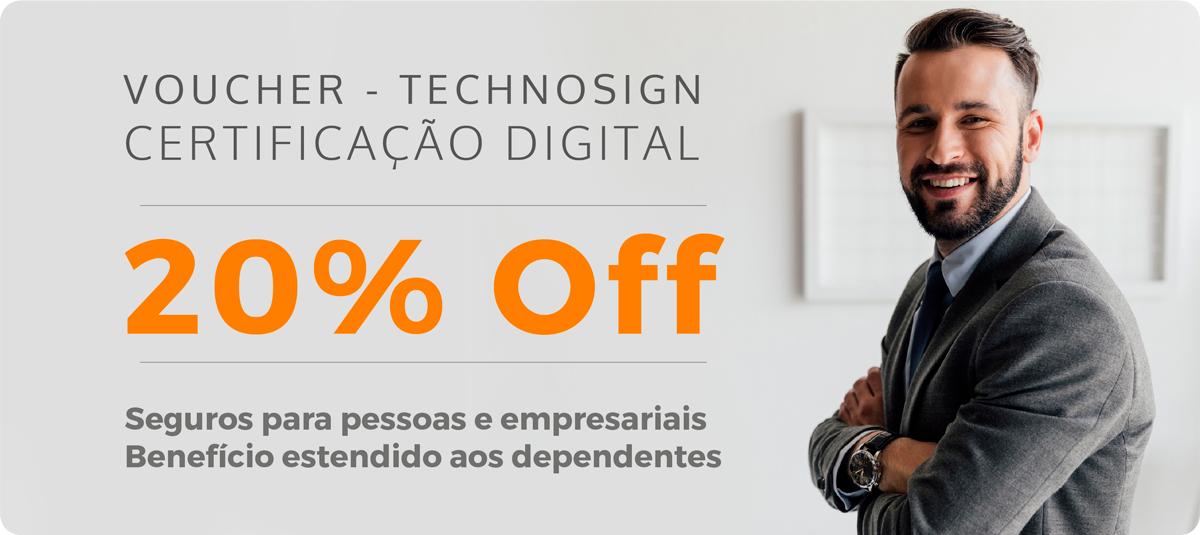 VOUCHER - TECHNOSIGN
CERTIFICAÇÃO DIGITAL
20% Off
Seguros para pessoas e empresariais
Benefício estendido aos dependentes